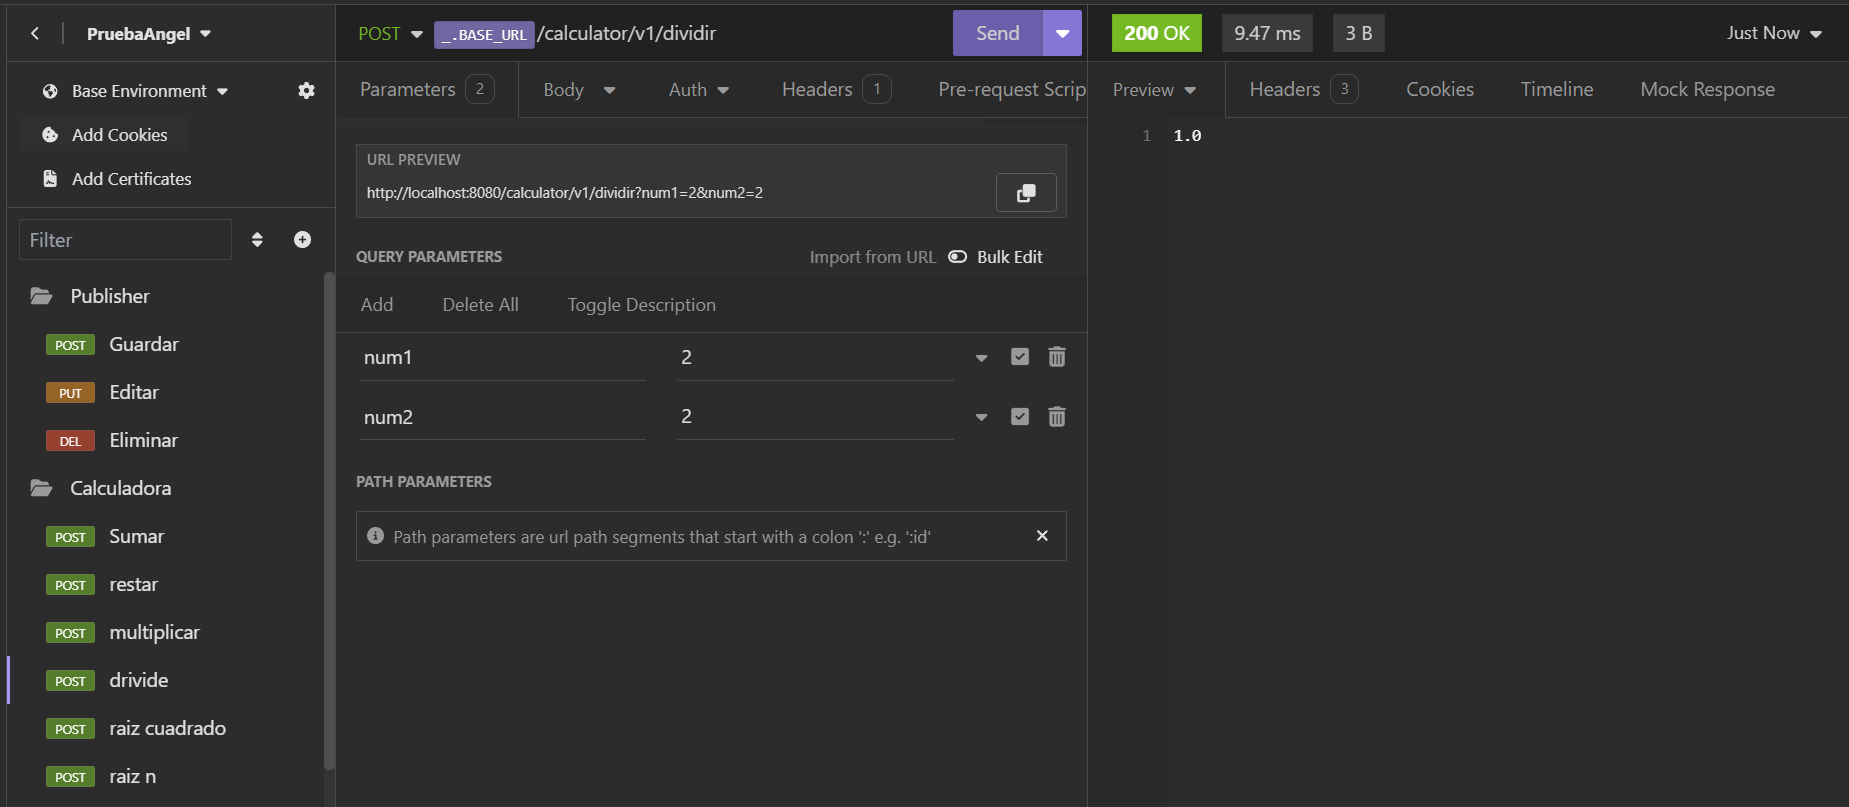 PruebaAngel
Base Environment
Add Cookies
Add Certificates
Filter
Publisher
POST Guardar
PUT Editar
DEL Eliminar
Calculadora
POST Sumar
POST restar
POST multiplicar
POST drivide
POST raiz cuadrado
POST raiz n
POST _.BASE_URL /calculator/v1/dividir Send
Parameters 2 Body Auth Headers 1 Pre-request Scrip
URL PREVIEW
http://localhost:8080/calculator/v1/dividir?num1=2&num2=2
QUERY PARAMETERS Import from URL Bulk Edit
Add Delete All Toggle Description
num1 2
num2 2
PATH PARAMETERS
Path parameters are url path segments that start with a colon ':' e.g. ':id'
200 OK 9.47 ms 3 B Just Now
Preview Headers 3 Cookies Timeline Mock Response
1 1.0